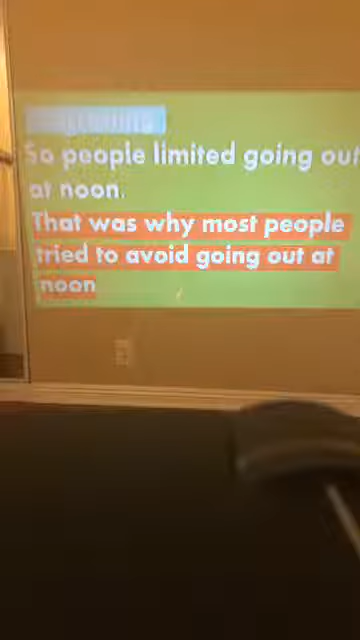 So people limited going out
at noon.
That was why most people
tried to avoid going out at
noon